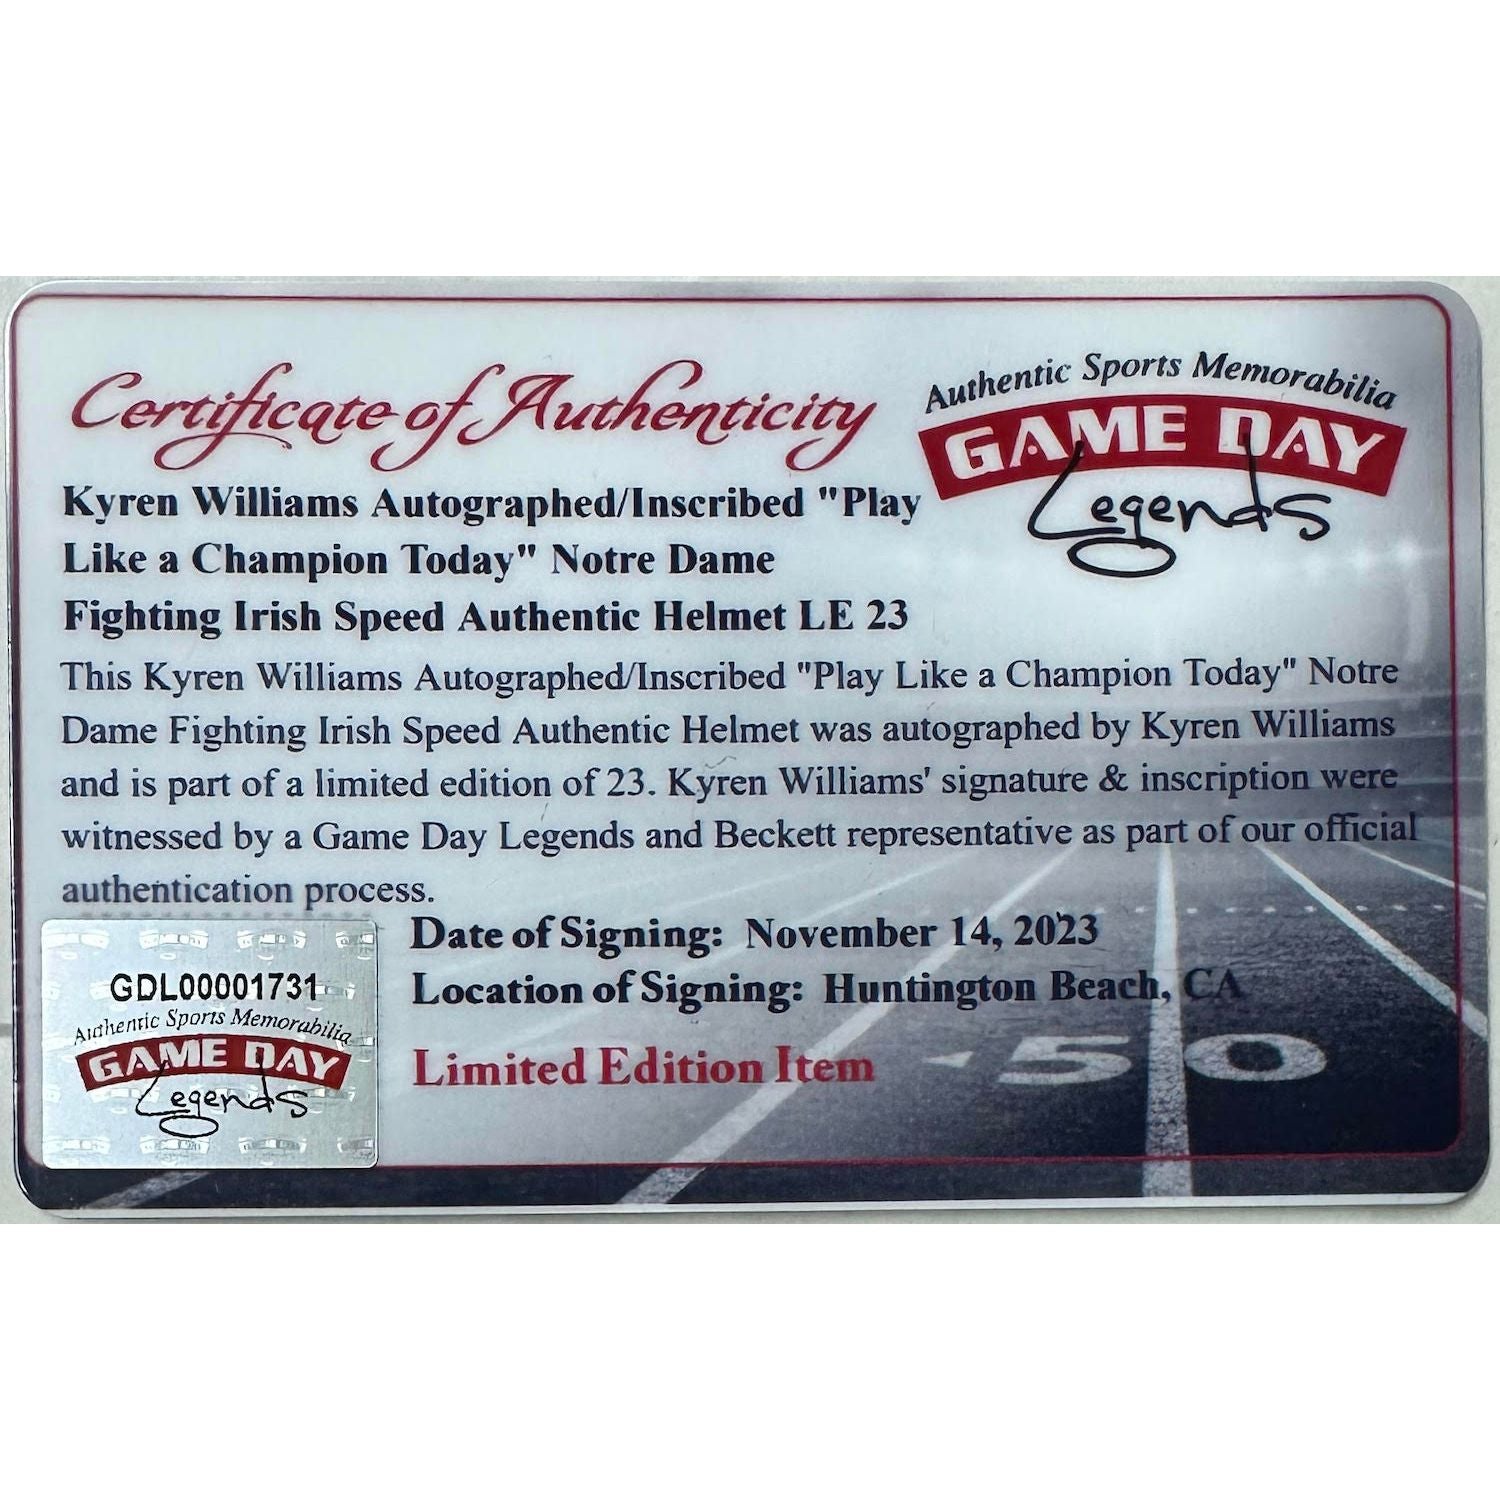 Certificate of Authenticity
Authentic Sports Memorabilia
GAME DAY
Legends
Kyren Williams Autographed/Inscribed "Play
Like a Champion Today" Notre Dame
Fighting Irish Speed Authentic Helmet LE 23
This Kyren Williams Autographed/Inscribed "Play Like a Champion Today" Notre
Dame Fighting Irish Speed Authentic Helmet was autographed by Kyren Williams
and is part of a limited edition of 23. Kyren Williams' signature & inscription were
witnessed by a Game Day Legends and Beckett representative as part of our official
authentication process.
Date of Signing: November 14, 2023
Location of Signing: Huntington Beach, CA
Limited Edition Item
GDL00001731
Authentic Sports Memorabilia
GAME DAY
Legends
50